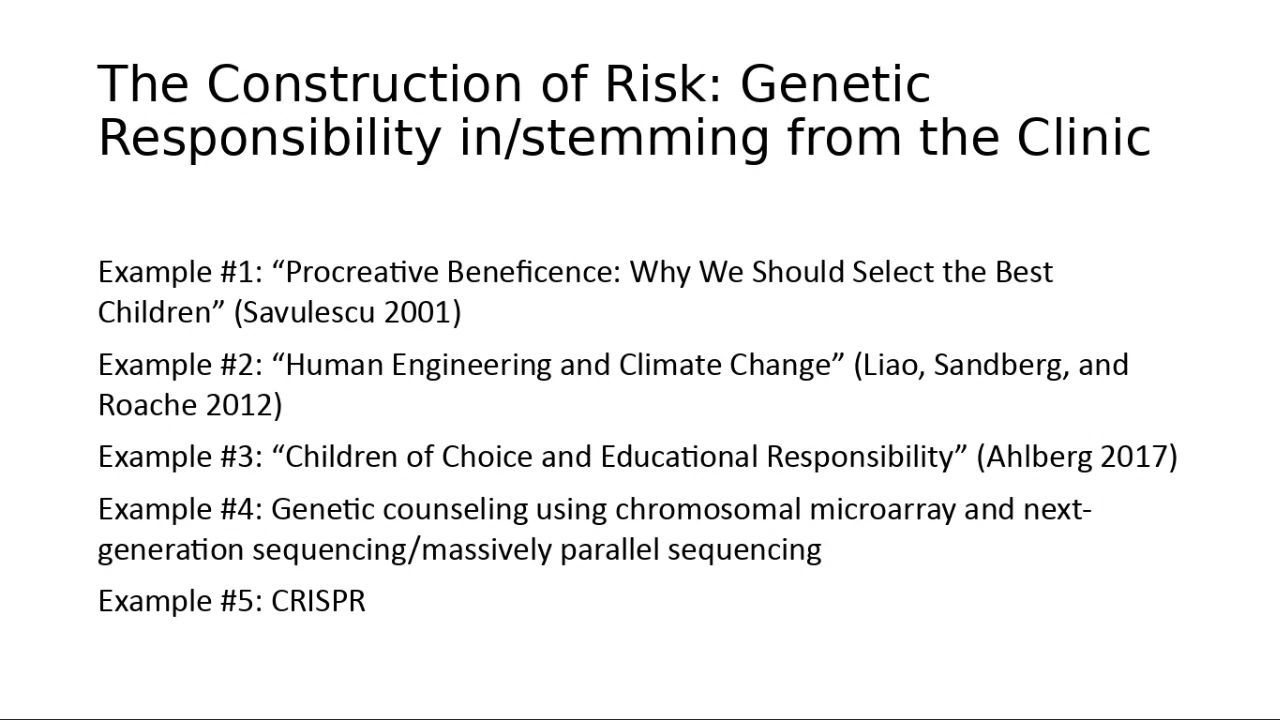 The Construction of Risk: Genetic
Responsibility in/stemming from the Clinic
Example #1: “Procreative Beneficence: Why We Should Select the Best
Children” (Savulescu 2001)
Example #2: “Human Engineering and Climate Change” (Liao, Sandberg, and
Roache 2012)
Example #3: “Children of Choice and Educational Responsibility” (Ahlberg 2017)
Example #4: Genetic counseling using chromosomal microarray and next-
generation sequencing/massively parallel sequencing
Example #5: CRISPR